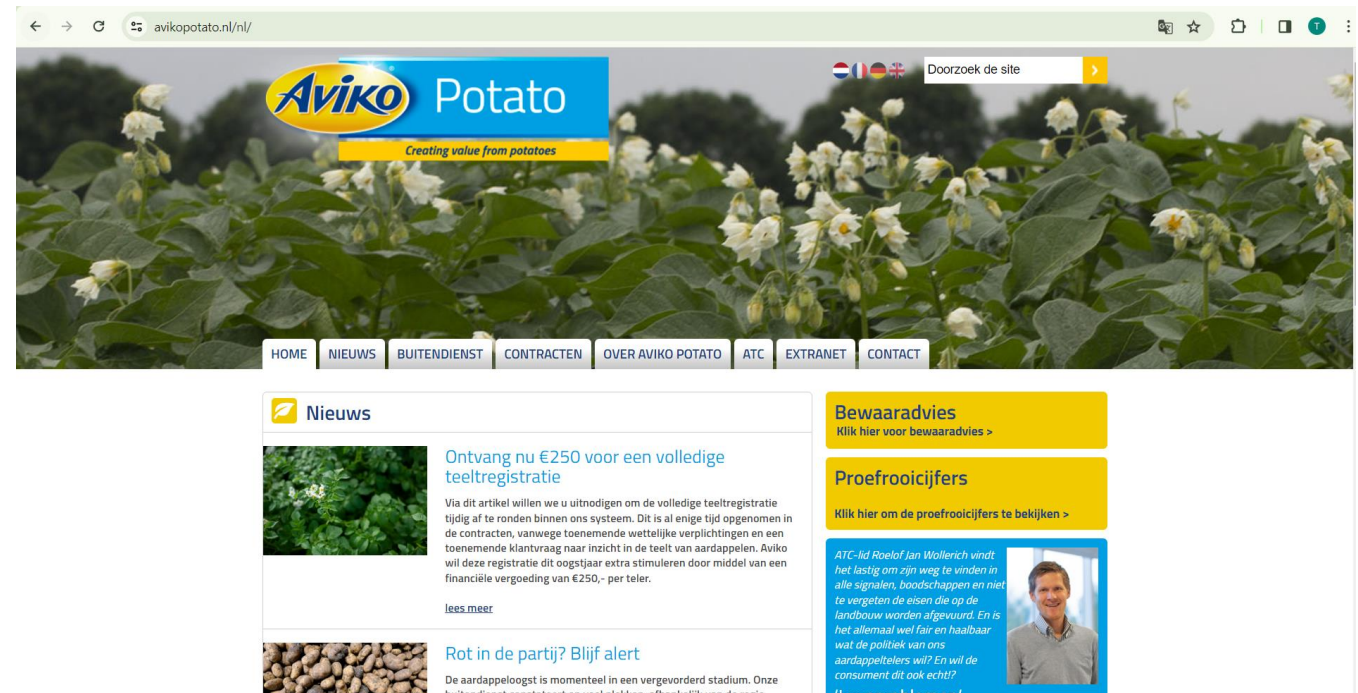 avikopotato.nl/nl/
T
AVIKO Potato
Creating value from potatoes
Doorzoek de site
HOME NIEUWS BUITENDIENST CONTRACTEN OVER AVIKO POTATO ATC EXTRANET CONTACT
Nieuws
Ontvang nu €250 voor een volledige
teeltregistratie
Via dit artikel willen we u uitnodigen om de volledige teeltregistratie
tijdig af te ronden binnen ons systeem. Dit is al enige tijd opgenomen in
de contracten, vanwege toenemende wettelijke verplichtingen en een
toenemende klantvraag naar inzicht in de teelt van aardappelen. Aviko
wil deze registratie dit oogstjaar extra stimuleren door middel van een
financiële vergoeding van €250,- per teler.
lees meer
Rot in de partij? Blijf alert
De aardappeloogst is momenteel in een vergevorderd stadium. Onze
Bewaaradvies
Klik hier voor bewaaradvies >
Proefrooicijfers
Klik hier om de proefrooicijfers te bekijken >
ATC-lid Roelof Jan Wollerich vindt
het lastig om zijn weg te vinden in
alle signalen, boodschappen en niet
te vergeten de eisen die op de
landbouw worden afgevuurd. En is
het allemaal wel fair en haalbaar
wat de politiek van ons
aardappeltelers wil? En wil de
consument dit ook echt!?